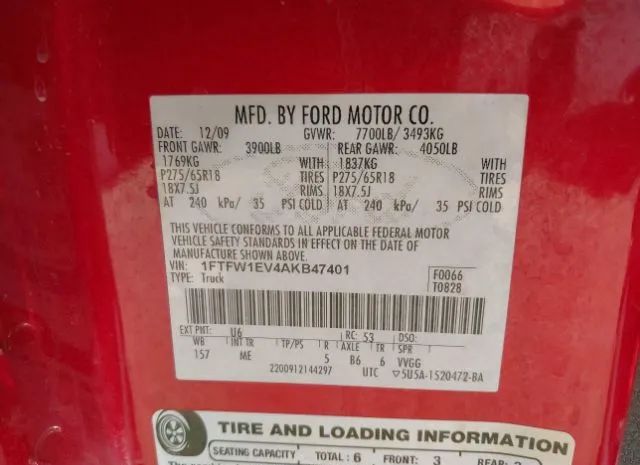 MFD. BY FORD MOTOR CO.
DATE: 12/09 GVWR: 7700LB/ 3493KG
FRONT GAWR: 3900LB REAR GAWR: 4050LB
1769KG WITH 1837KG WITH
P275/65R18 TIRES P275/65R18 TIRES
18X7.5J RIMS 18X7.5J RIMS
AT 240 kPa/ 35 PSI COLD AT 240 kPa/ 35 PSI COLD
THIS VEHICLE CONFORMS TO ALL APPLICABLE FEDERAL MOTOR
VEHICLE SAFETY STANDARDS IN EFFECT ON THE DATE OF
MANUFACTURE SHOWN ABOVE.
VIN: 1FTFW1EV4AKB47401 F0066
TYPE: Truck T0828
EXT PNT: U6 RC: 53 DSO:
WB INT TR TP/PS R AXLE TR SPR
157 ME 5 B6 6 VVGG
2200912144297 UTC ▽5U5A-1520472-BA
TIRE AND LOADING INFORMATION
SEATING CAPACITY TOTAL: 6 FRONT: 3 REAR: